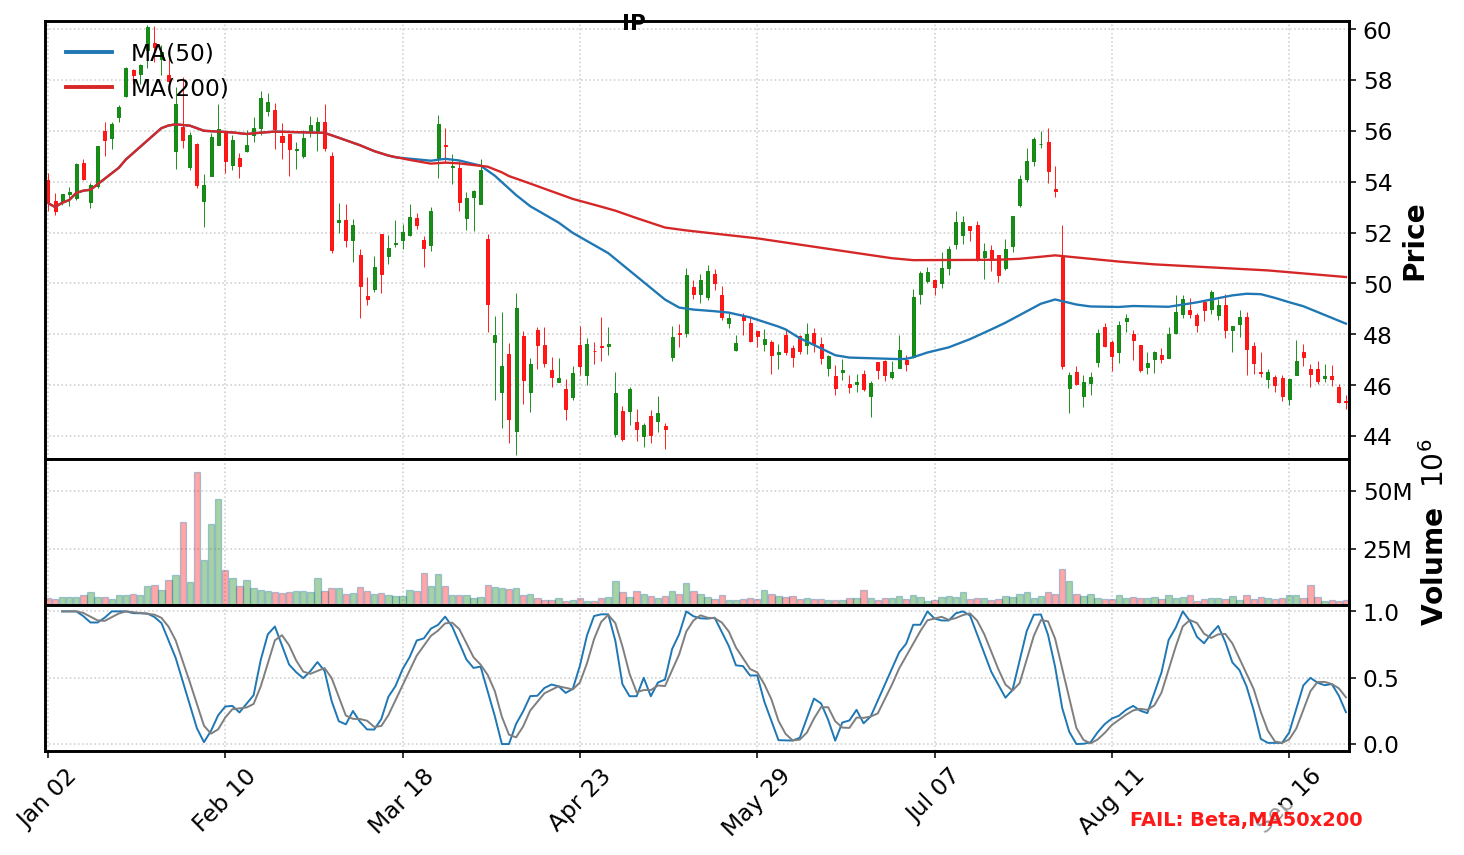 IP
MA(50)
MA(200)
60
58
56
54
52
50
48
46
44
Price
10⁶
50M
25M
Volume
1.0
0.5
0.0
Jan 02
Feb 10
Mar 18
Apr 23
May 29
Jul 07
Aug 11
Sep 16
FAIL: Beta,MA50x200